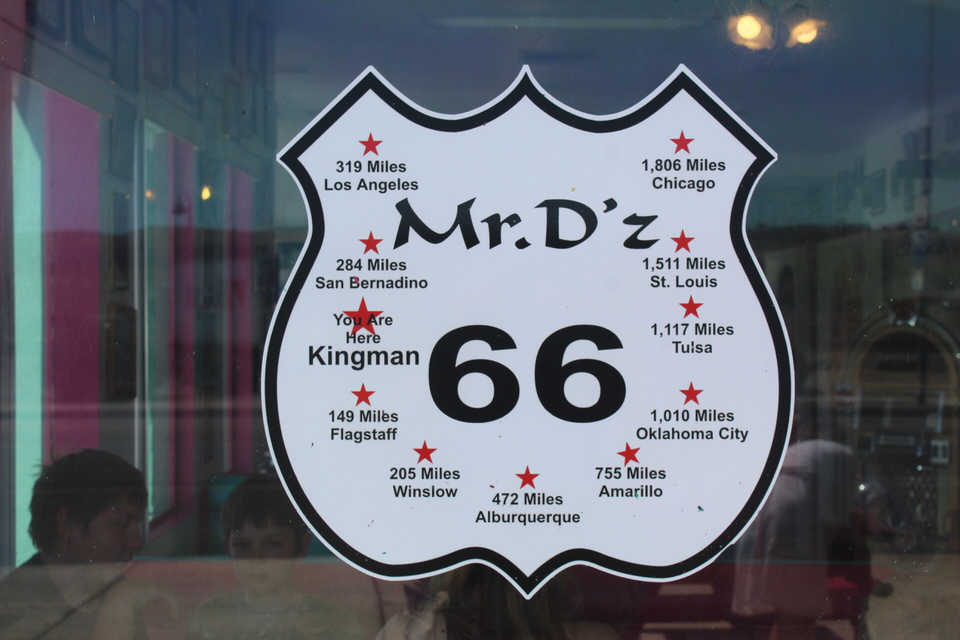 319 Miles
Los Angeles
1,806 Miles
Chicago
Mr. D'z
284 Miles
San Bernadino
1,511 Miles
St. Louis
You Are
Here
Kingman
1,117 Miles
Tulsa
66
149 Miles
Flagstaff
1,010 Miles
Oklahoma City
205 Miles
Winslow
472 Miles
Alburquerque
755 Miles
Amarillo